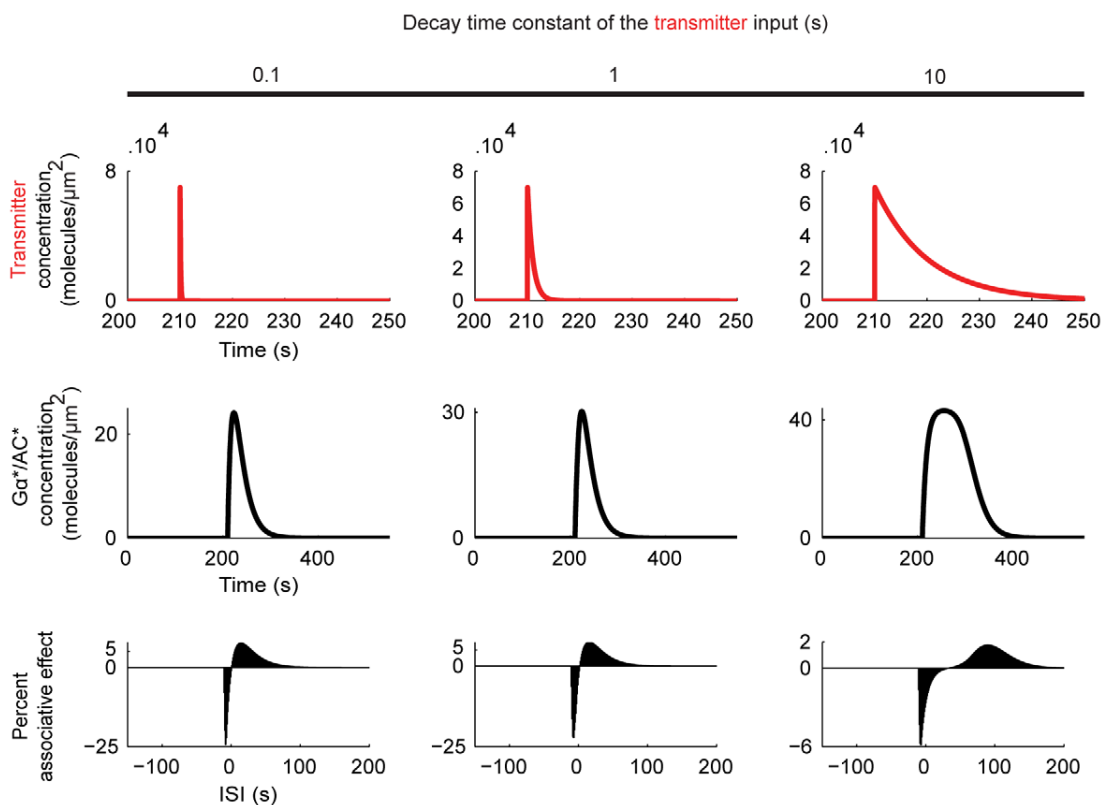 Decay time constant of the transmitter input (s)
0.1 1 10
.10^4 .10^4 .10^4
Transmitter
concentration
(molecules/µm2)
8 8 8
6 6
4 4
2 2
0 0 0
200 210 220 230 240 250 200 210 220 230 240 250 200 210 220 230 240 250
Time (s)
Gα*/AC*
concentration
(molecules/µm2)
20 30 40
0 0 0
0 200 400 0 200 400 0 200 400
Time (s)
Percent
associative effect
5 5 2
0 0 0
−25 −25 −6
−100 0 100 200 −100 0 100 200 −100 0 100 200
ISI (s)